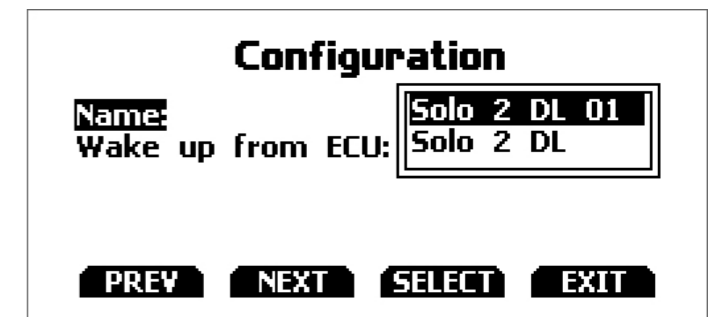 Configuration
Name: Solo 2 DL 01
Wake up from ECU: Solo 2 DL
PREV NEXT SELECT EXIT